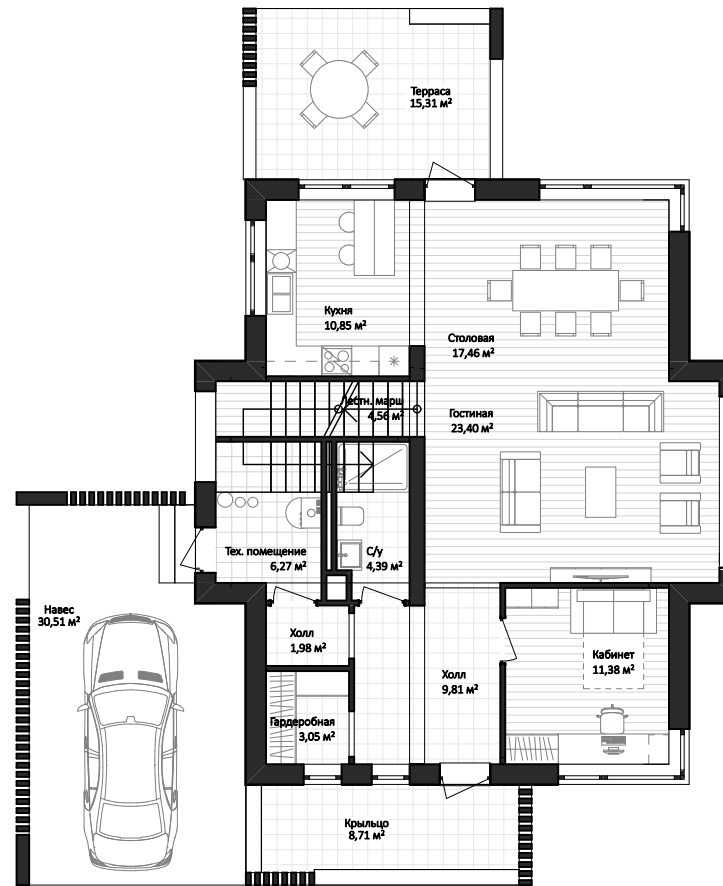 Терраса
15,31 м²
Кухня
10,85 м²
Столовая
17,46 м²
Лестн. марш
4,56 м²
Гостиная
23,40 м²
Тех. помещение
6,27 м²
С/у
4,39 м²
Навес
30,51 м²
Холл
1,98 м²
Холл
9,81 м²
Кабинет
11,38 м²
Гардеробная
3,05 м²
Крыльцо
8,71 м²